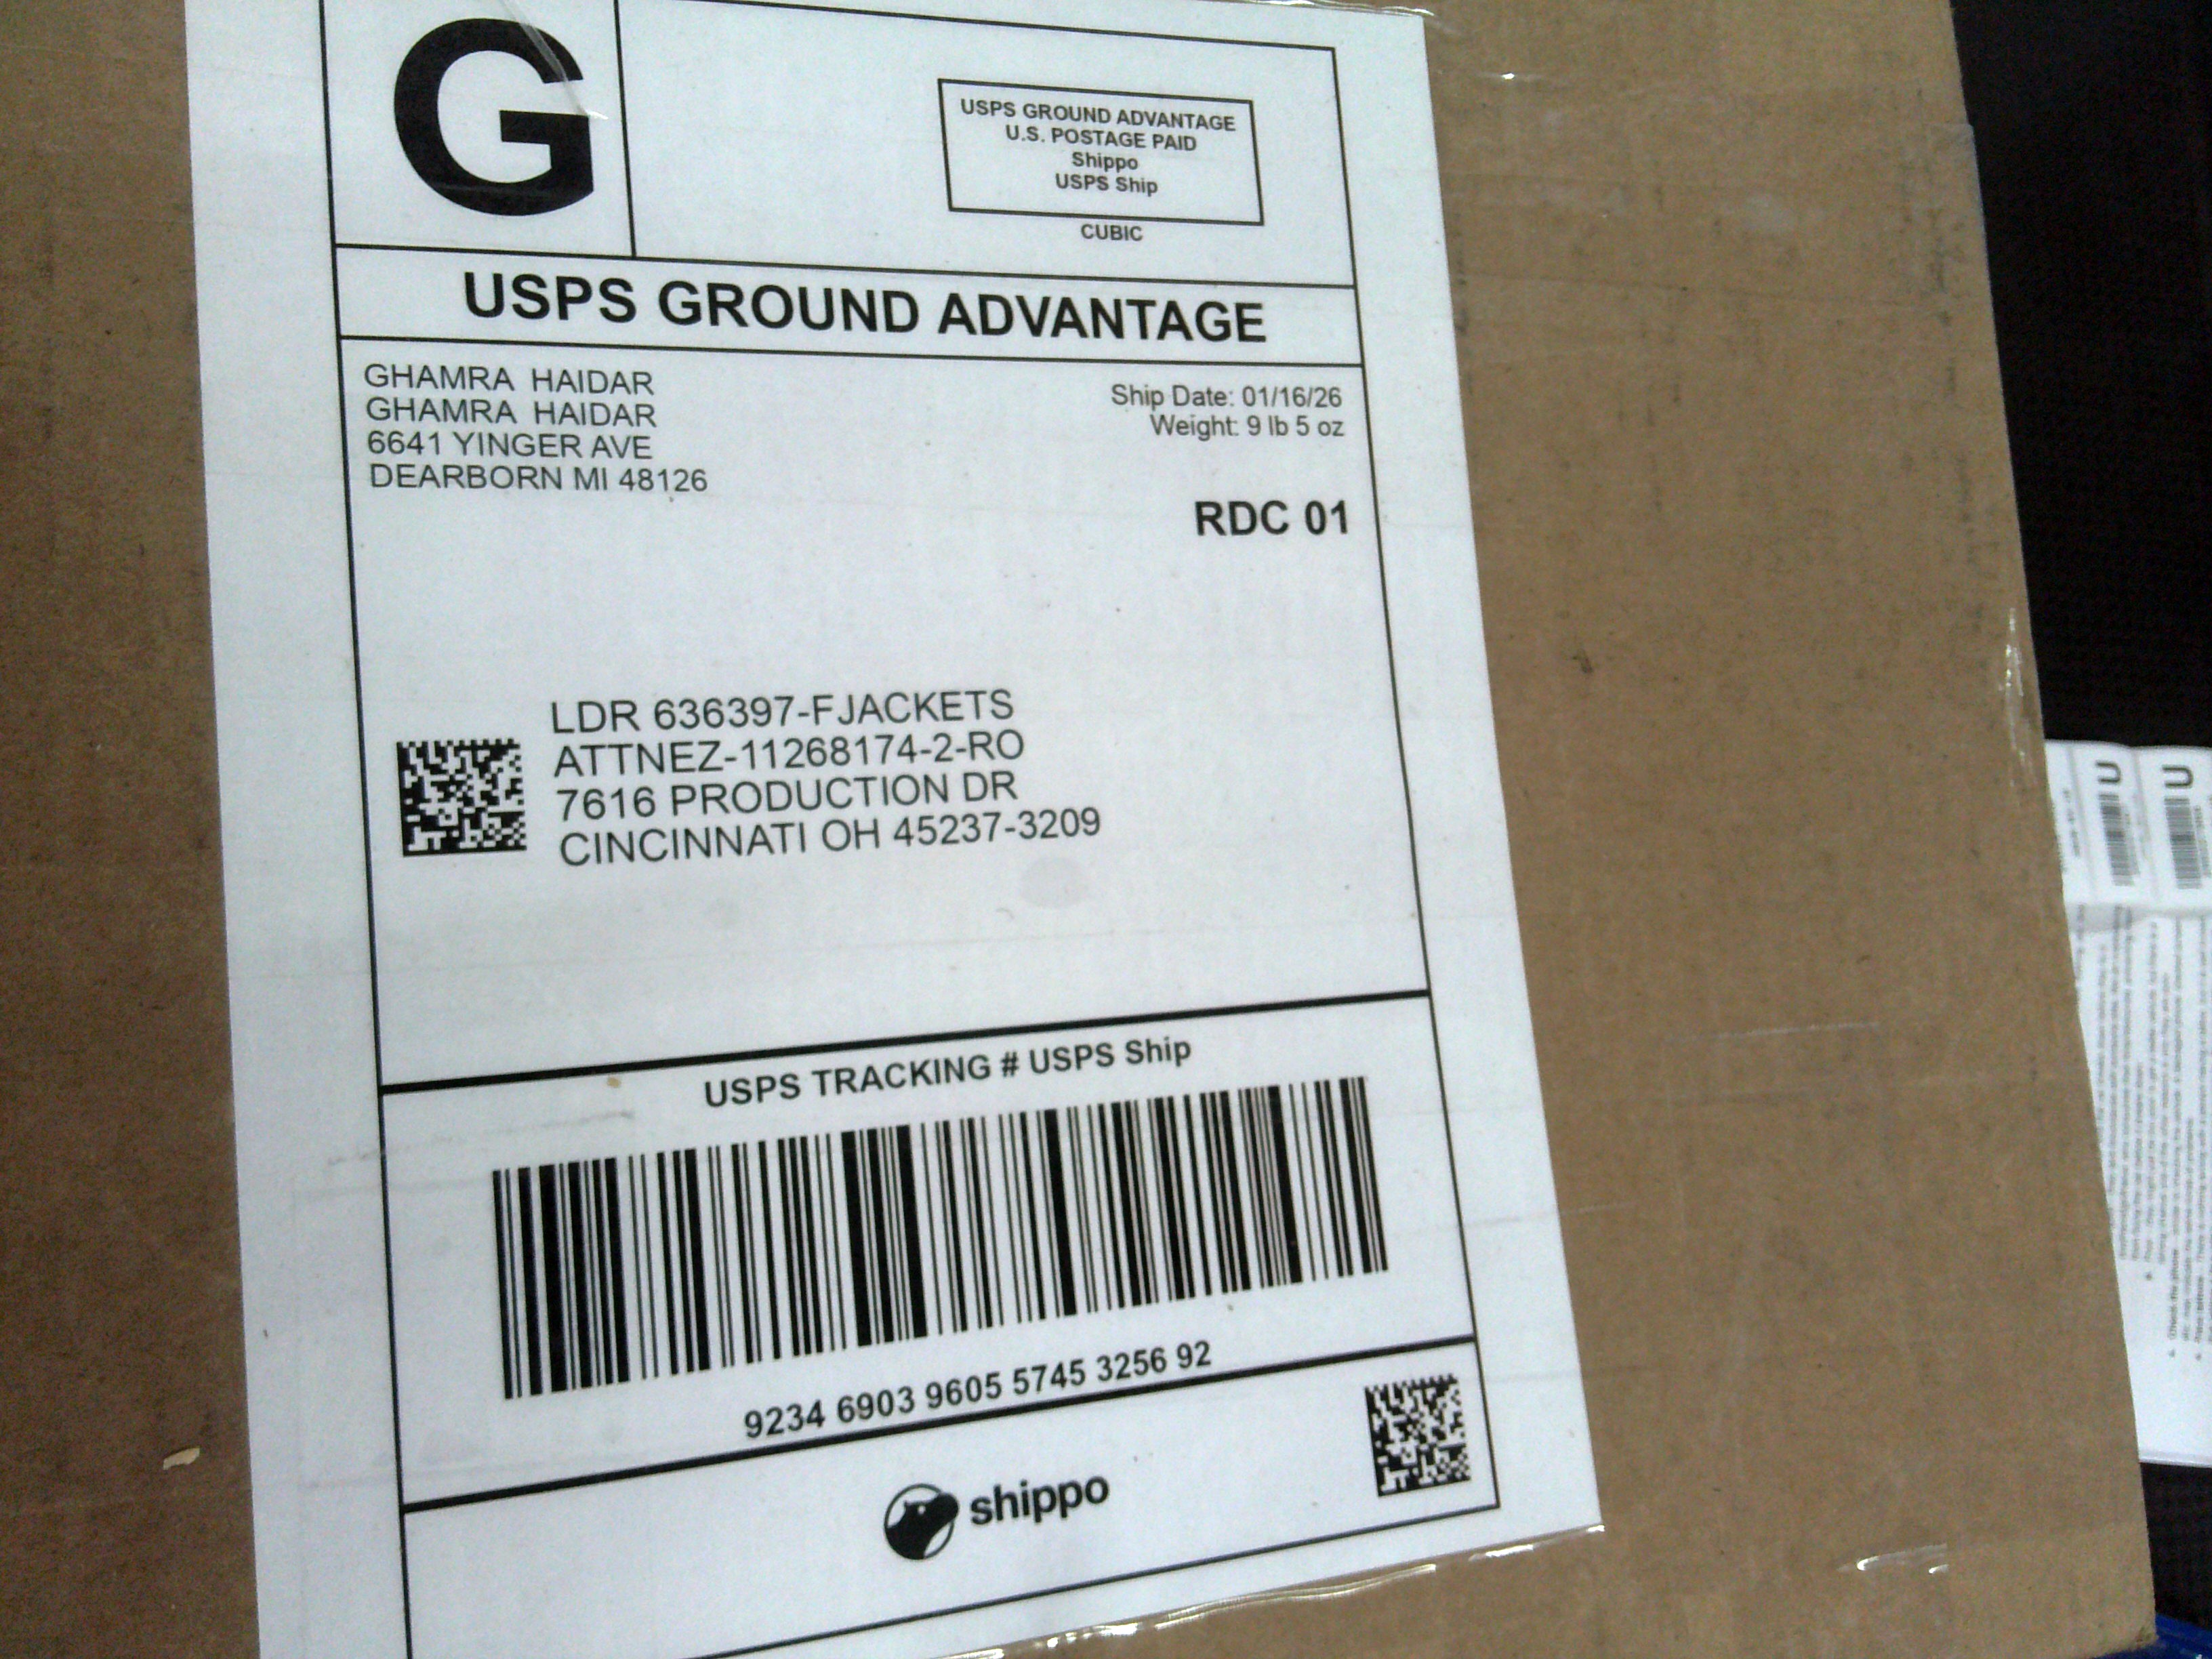 G
USPS GROUND ADVANTAGE
U.S. POSTAGE PAID
Shippo
USPS Ship
CUBIC
USPS GROUND ADVANTAGE
GHAMRA HAIDAR
GHAMRA HAIDAR
6641 YINGER AVE
DEARBORN MI 48126
Ship Date: 01/16/26
Weight: 9 lb 5 oz
RDC 01
LDR 636397-FJACKETS
ATTNEZ-11268174-2-RO
7616 PRODUCTION DR
CINCINNATI OH 45237-3209
USPS TRACKING # USPS Ship
9234 6903 9605 5745 3256 92
shippo
U
U